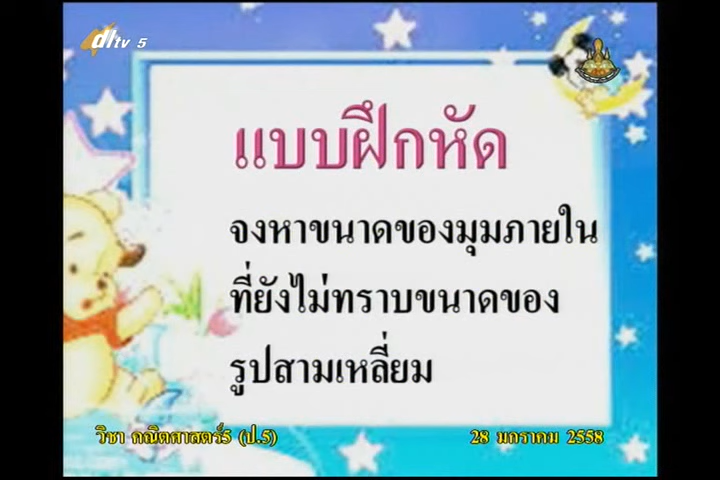 dltv 5
แบบฝึกหัด
จงหาขนาดของมุมภายใน
ที่ยังไม่ทราบขนาดของ
รูปสามเหลี่ยม
วิชา คณิตศาสตร์5 (ป.5)
28 มกราคม 2558